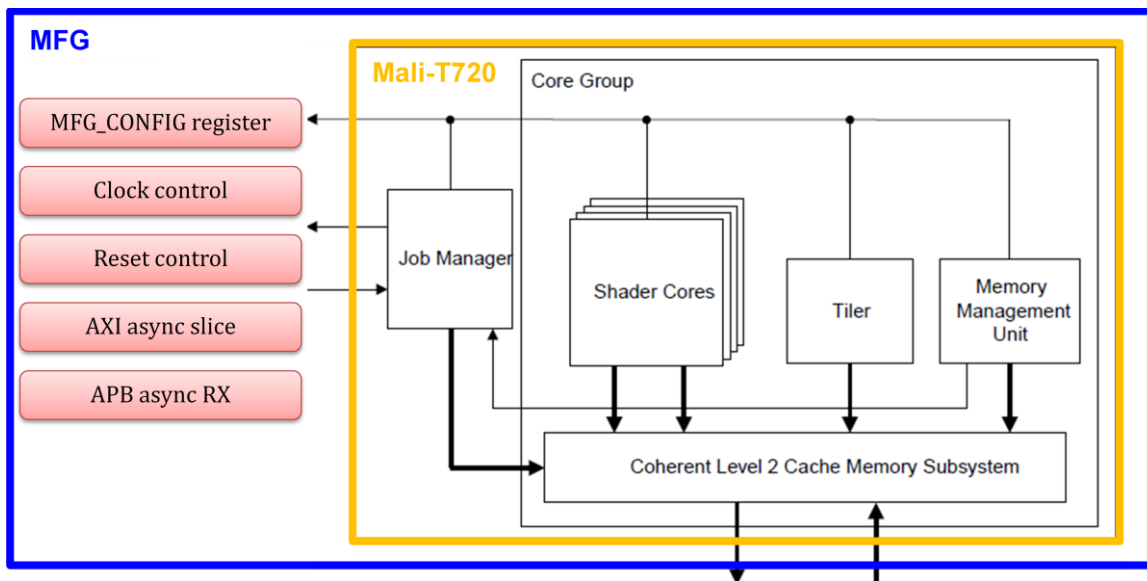 MFG
Mali-T720
Core Group
MFG_CONFIG register
Clock control
Reset control
AXI async slice
APB async RX
Job Manager
Shader Cores
Tiler
Memory
Management
Unit
Coherent Level 2 Cache Memory Subsystem